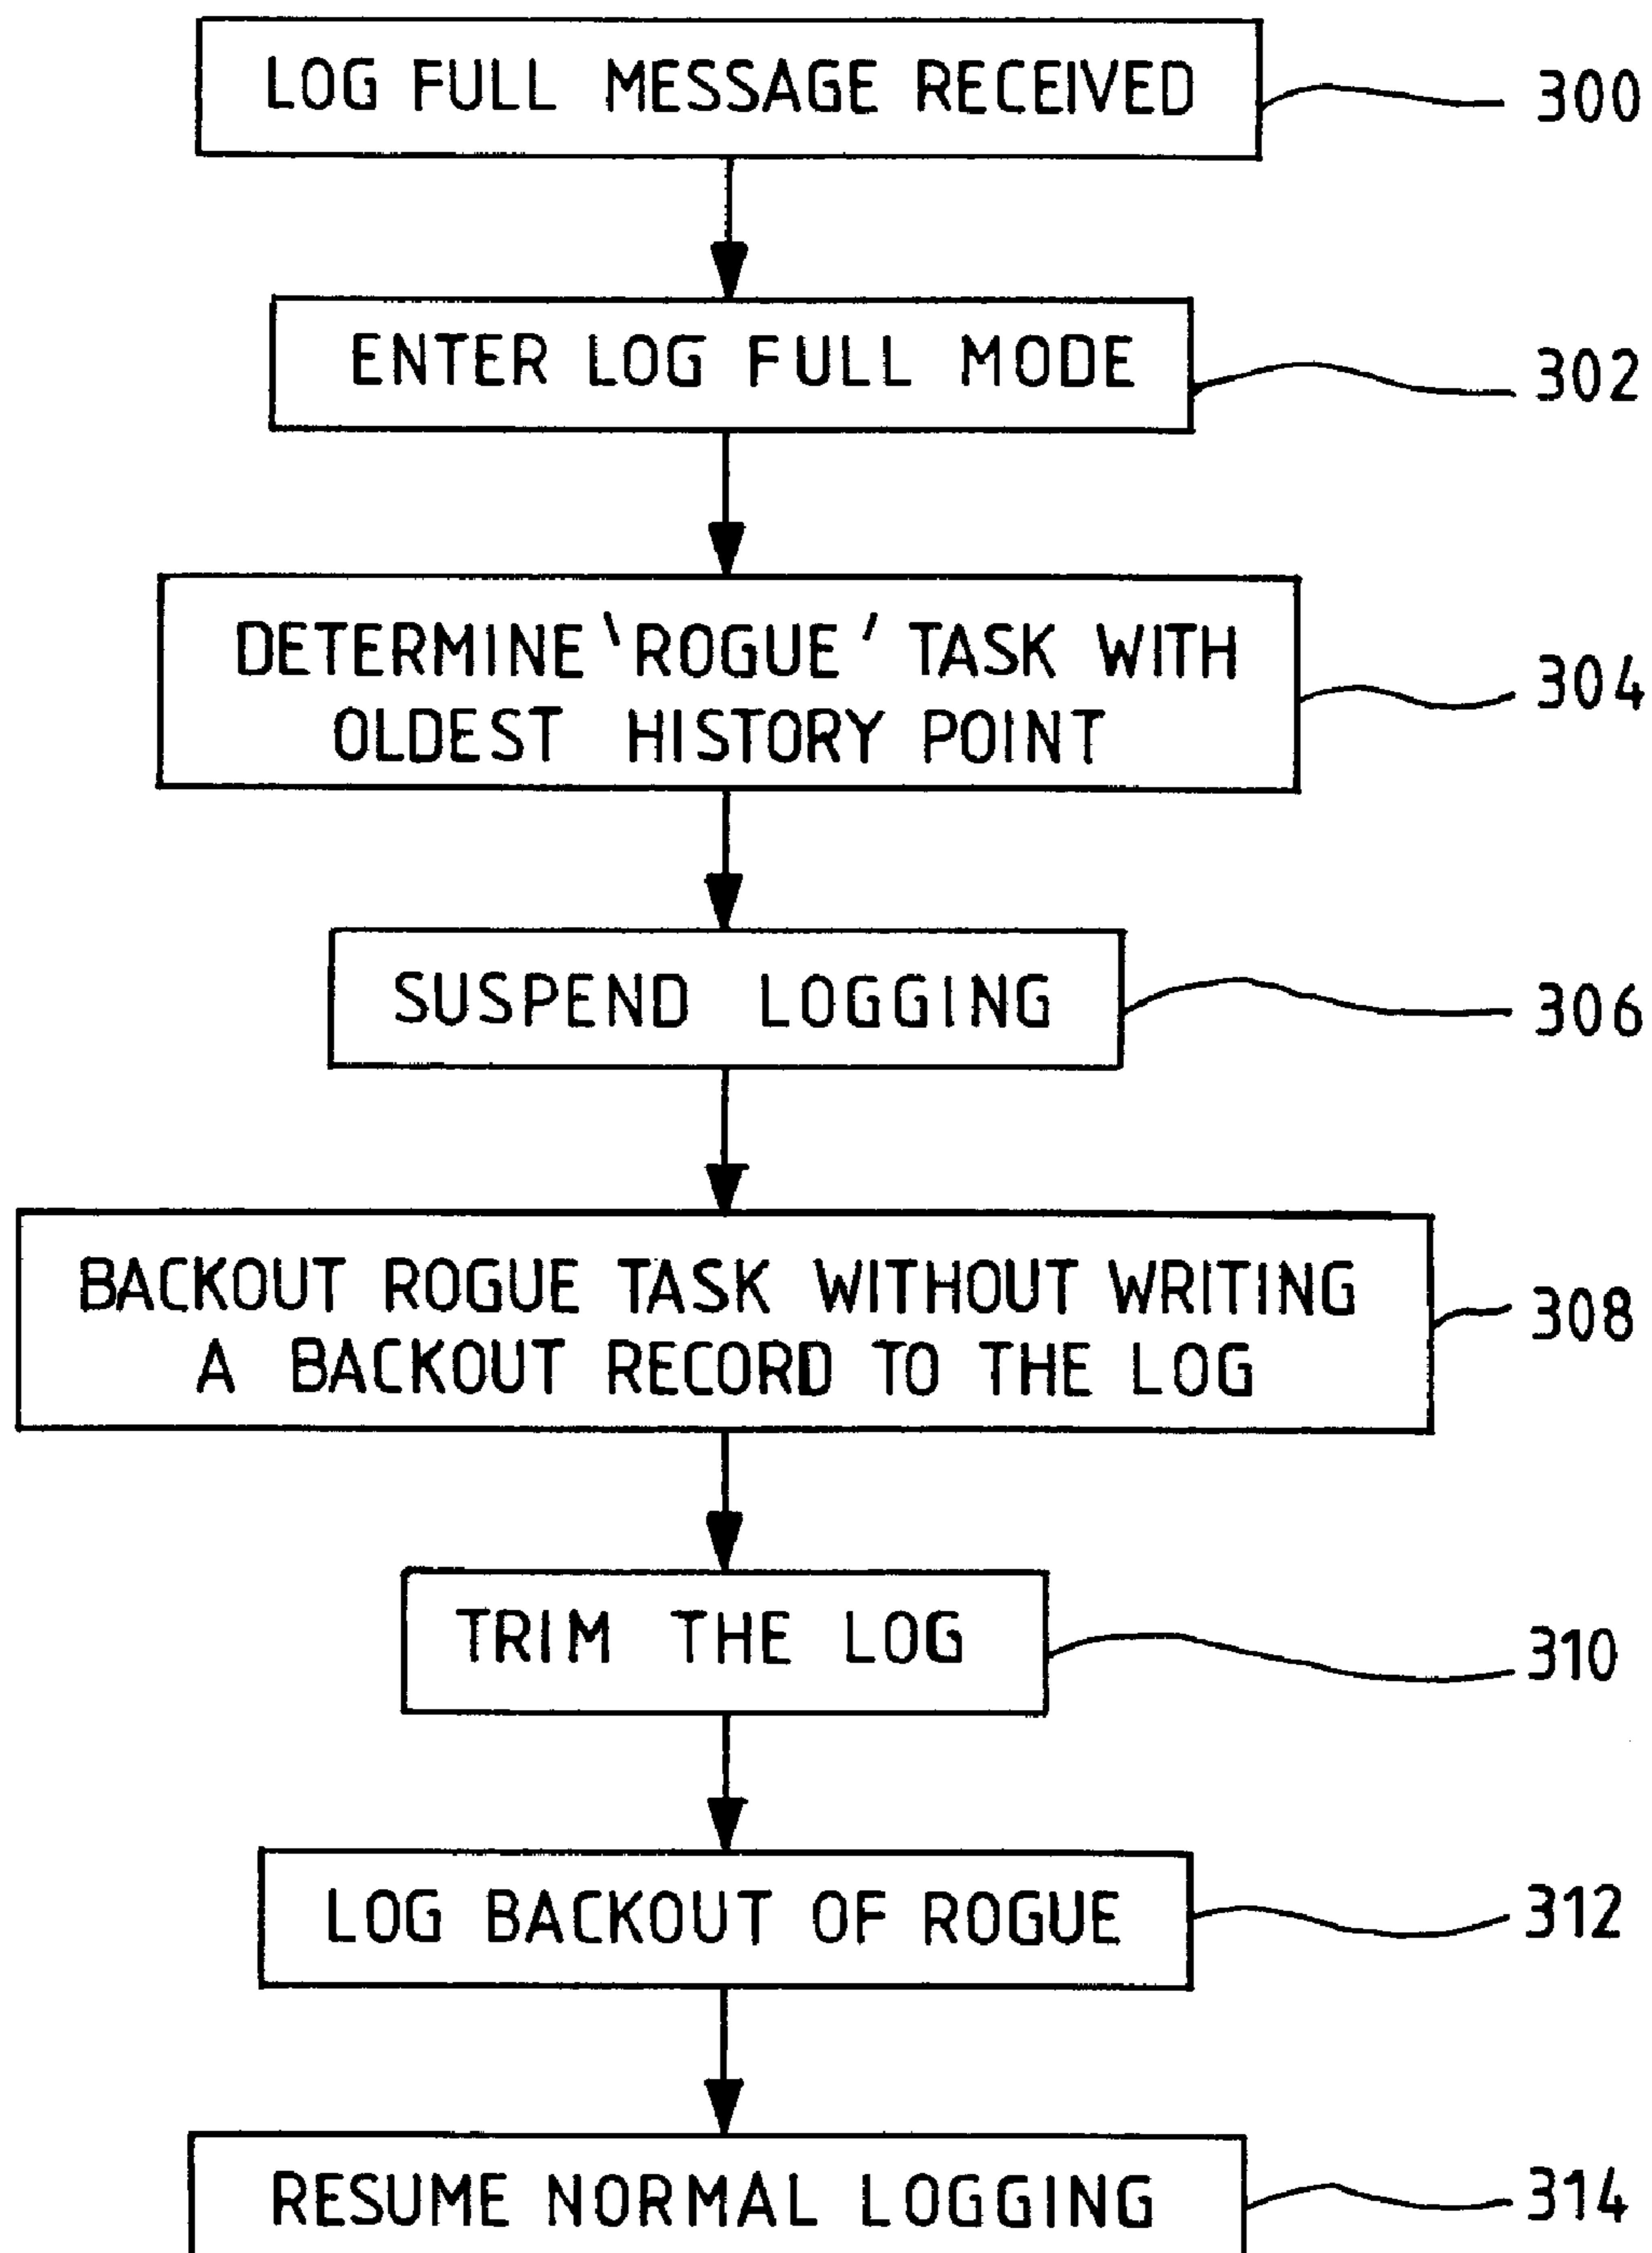 LOG FULL MESSAGE RECEIVED
300
ENTER LOG FULL MODE
302
DETERMINE 'ROGUE' TASK WITH
OLDEST HISTORY POINT
304
SUSPEND LOGGING
306
BACKOUT ROGUE TASK WITHOUT WRITING
A BACKOUT RECORD TO THE LOG
308
TRIM THE LOG
310
LOG BACKOUT OF ROGUE
312
RESUME NORMAL LOGGING
314